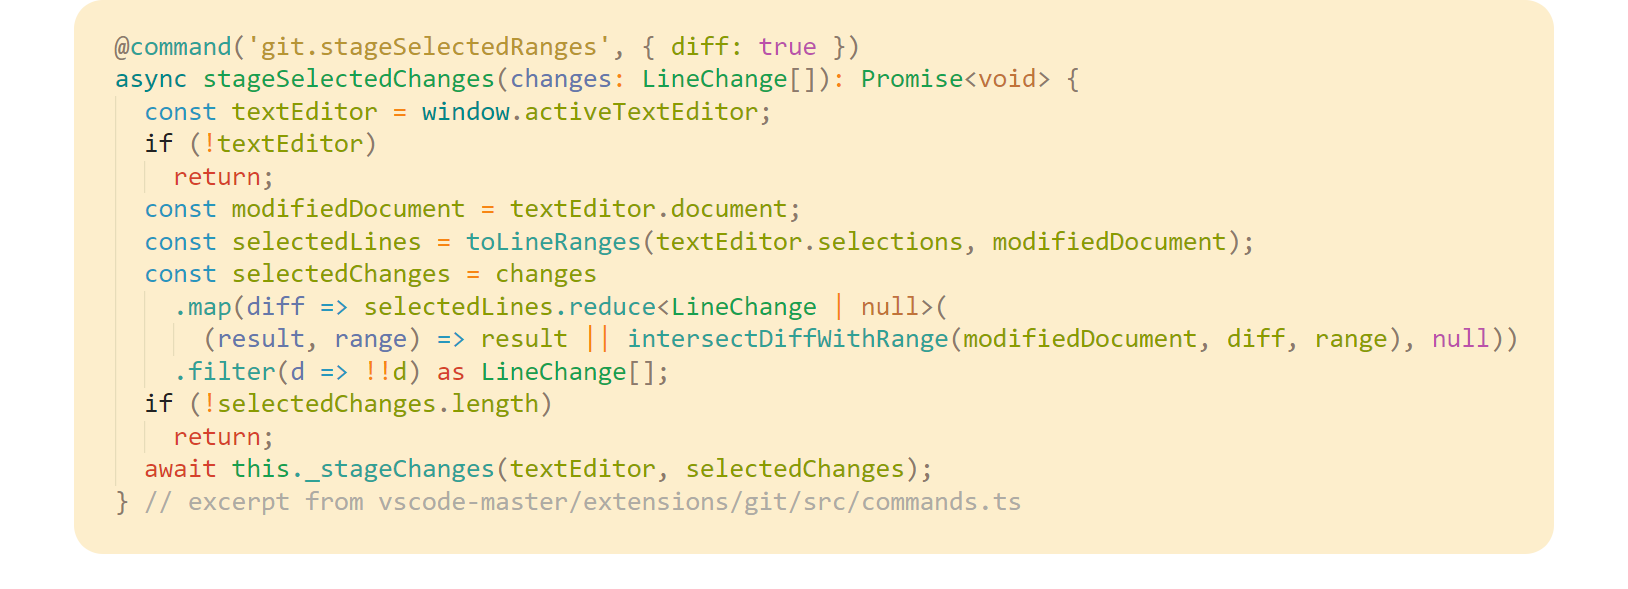 @command('git.stageSelectedRanges', { diff: true })
async stageSelectedChanges(changes: LineChange[]): Promise<void> {
  const textEditor = window.activeTextEditor;
  if (!textEditor)
    return;
  const modifiedDocument = textEditor.document;
  const selectedLines = toLineRanges(textEditor.selections, modifiedDocument);
  const selectedChanges = changes
    .map(diff => selectedLines.reduce<LineChange | null>(
      (result, range) => result || intersectDiffWithRange(modifiedDocument, diff, range), null))
    .filter(d => !!d) as LineChange[];
  if (!selectedChanges.length)
    return;
  await this._stageChanges(textEditor, selectedChanges);
} // excerpt from vscode-master/extensions/git/src/commands.ts